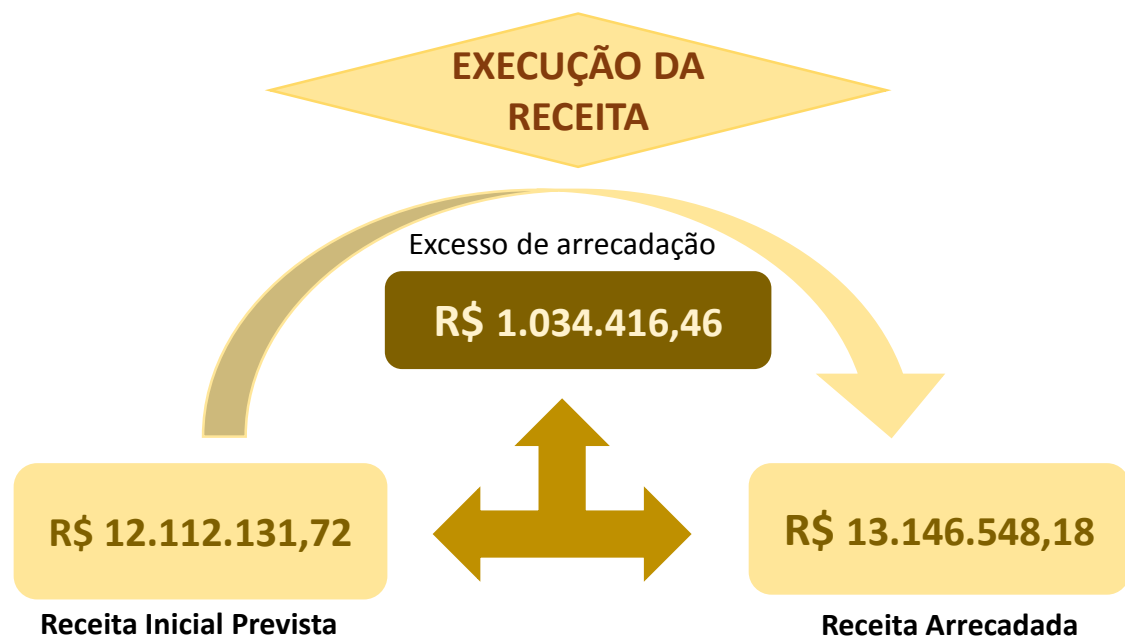 EXECUÇÃO DA
RECEITA
Excesso de arrecadação
R$ 1.034.416,46
R$ 12.112.131,72
R$ 13.146.548,18
Receita Inicial Prevista
Receita Arrecadada